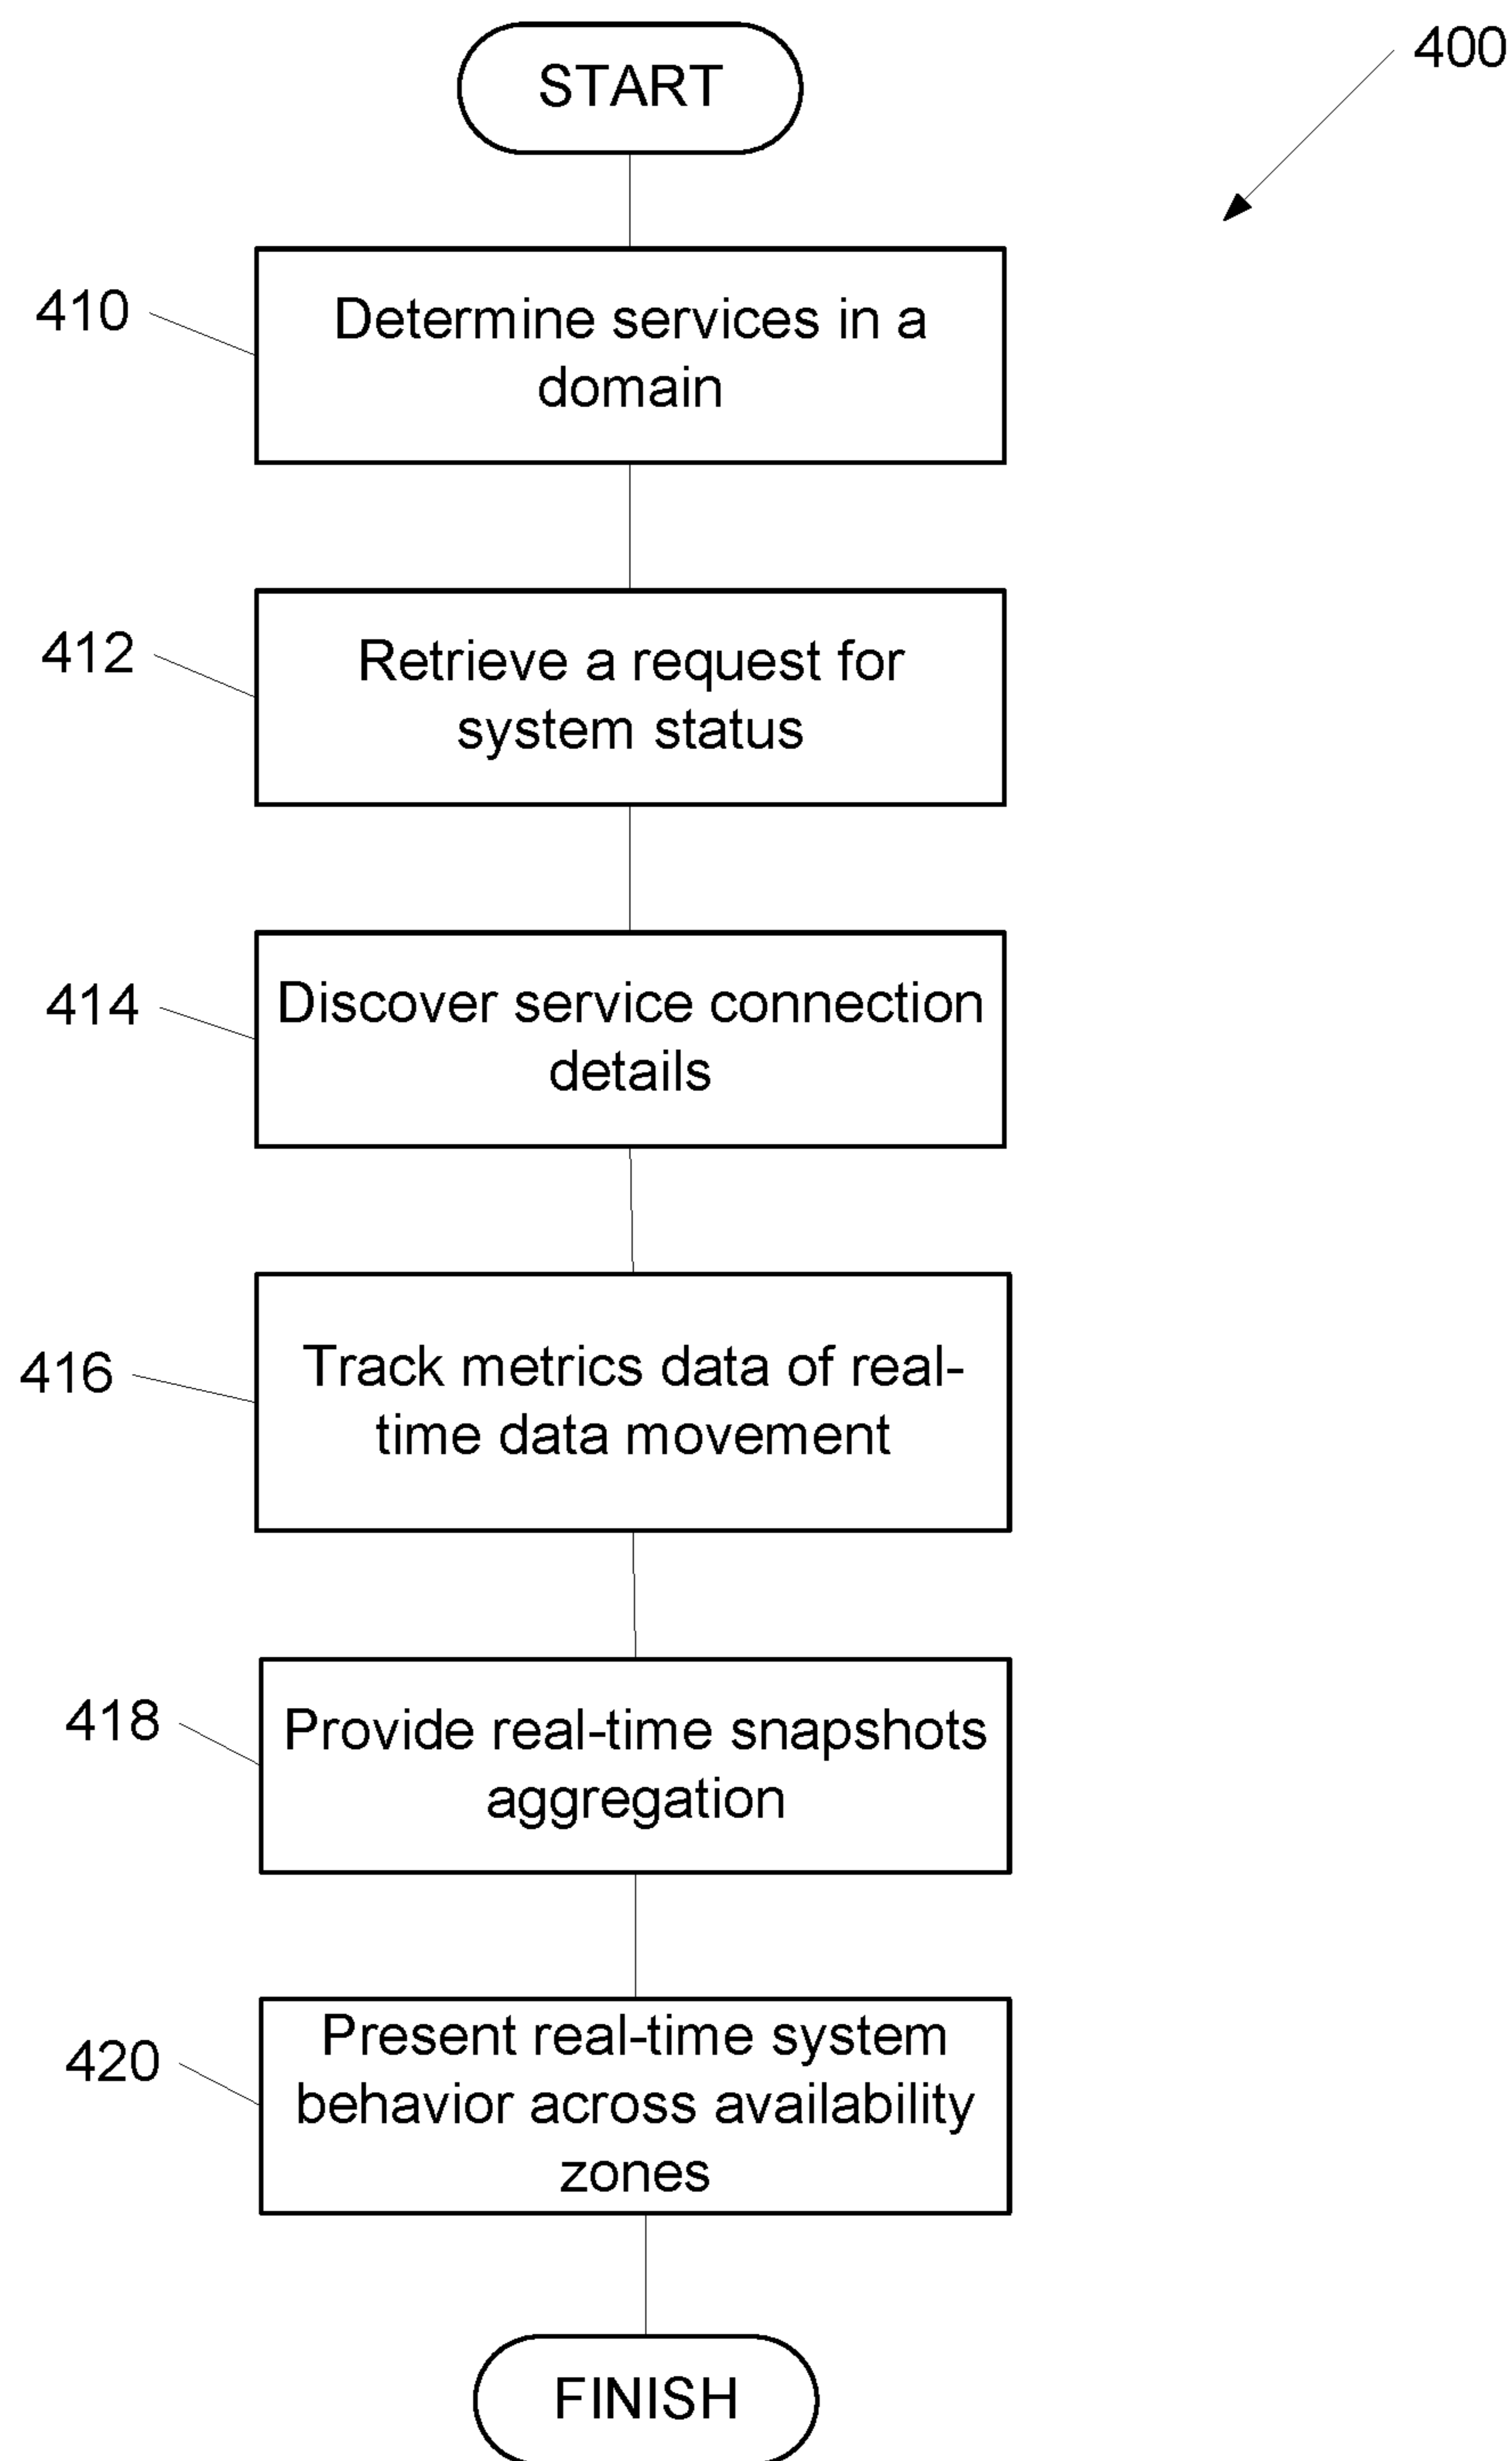 START
400
410
Determine services in a
domain
412
Retrieve a request for
system status
414
Discover service connection
details
416
Track metrics data of real-
time data movement
418
Provide real-time snapshots
aggregation
420
Present real-time system
behavior across availability
zones
FINISH